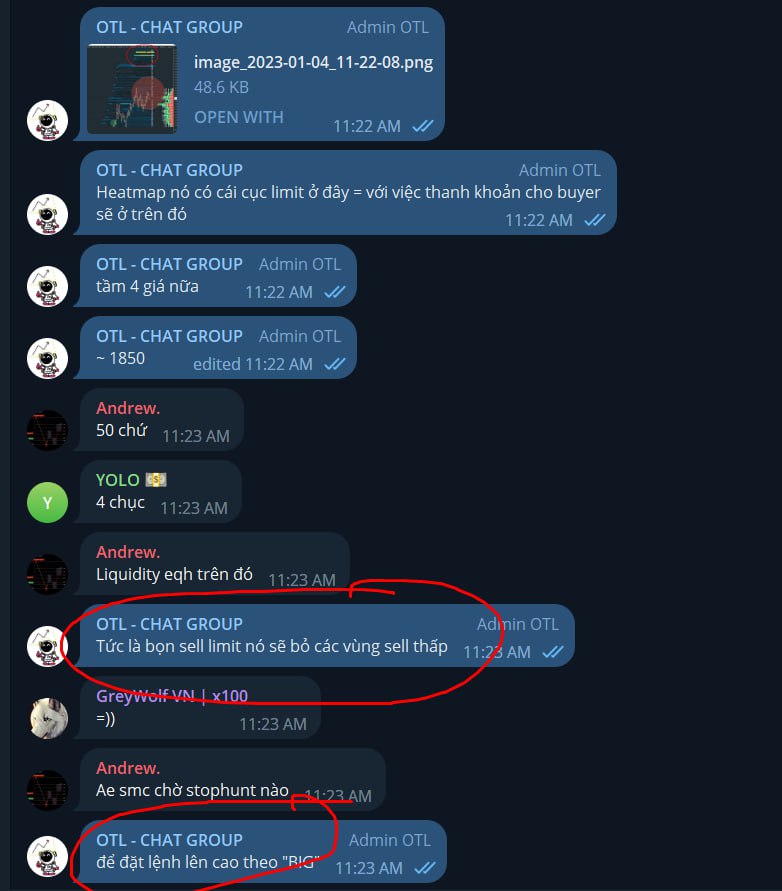 OTL - CHAT GROUP Admin OTL
image_2023-01-04_11-22-08.png
48.6 KB
OPEN WITH 11:22 AM
OTL - CHAT GROUP Admin OTL
Heatmap nó có cái cục limit ở đây = với việc thanh khoản cho buyer
sẽ ở trên đó 11:22 AM
OTL - CHAT GROUP Admin OTL
tầm 4 giá nữa 11:22 AM
OTL - CHAT GROUP Admin OTL
~ 1850 edited 11:22 AM
Andrew.
50 chứ 11:23 AM
Y
YOLO 💵
4 chục 11:23 AM
Andrew.
Liquidity eqh trên đó 11:23 AM
OTL - CHAT GROUP Admin OTL
Tức là bọn sell limit nó sẽ bỏ các vùng sell thấp 11:23 AM
GreyWolf VN | x100
=)) 11:23 AM
Andrew.
Ae smc chờ stophunt nào 11:23 AM
OTL - CHAT GROUP Admin OTL
để đặt lệnh lên cao theo "BIG" 11:23 AM